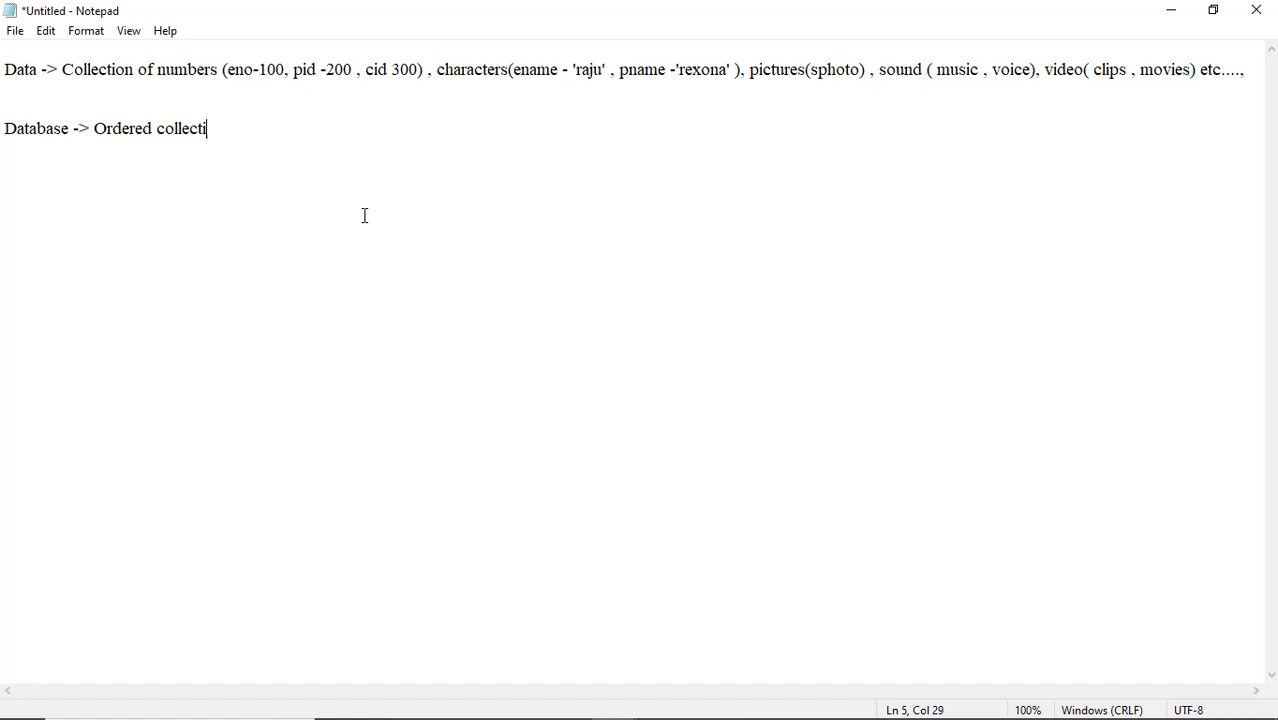 *Untitled - Notepad
File Edit Format View Help
Data -> Collection of numbers (eno-100, pid -200 , cid 300) , characters(ename - 'raju' , pname -'rexona' ), pictures(sphoto) , sound ( music , voice), video( clips , movies) etc....,
Database -> Ordered collecti
Ln 5, Col 29 100% Windows (CRLF) UTF-8